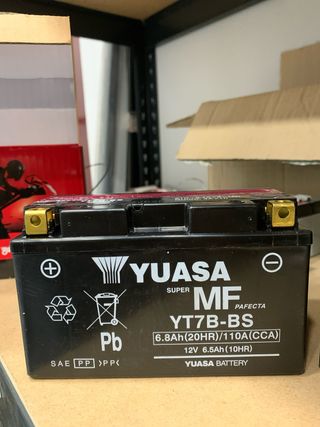 YUASA
SUPER MF
PAFECTA
YT7B-BS
6.8Ah(20HR)/110A(CCA)
12V 6.5Ah(10HR)
YUASA BATTERY
Pb
SAE PP >PP<